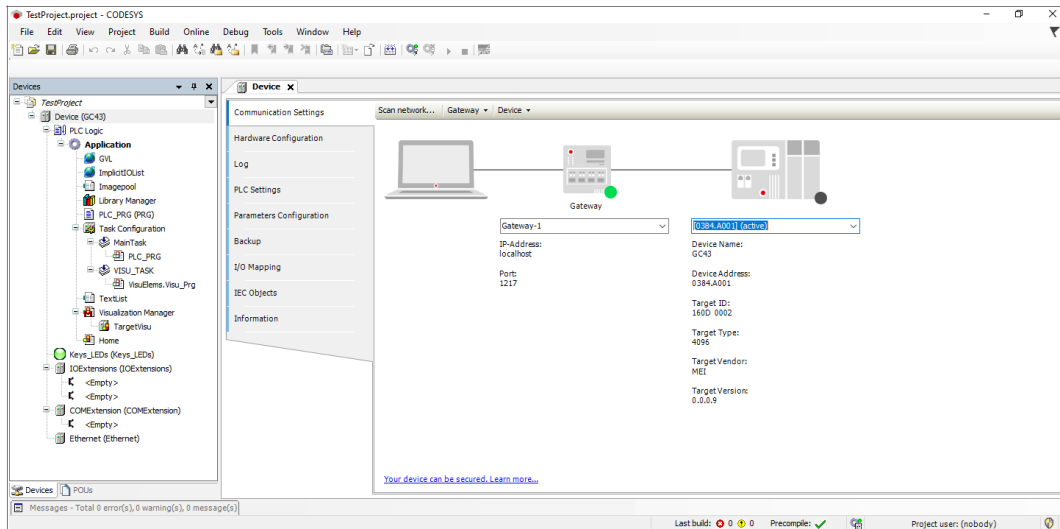 TestProject.project - CODESYS
File Edit View Project Build Online Debug Tools Window Help
Devices
TestProject
Device (GC43)
PLC Logic
Application
GVL
ImplicitIOList
Imagepool
Library Manager
PLC_PRG (PRG)
Task Configuration
MainTask
PLC_PRG
VISU_TASK
VisuElems.Visu_Prg
TextList
Visualization Manager
TargetVisu
Home
Keys_LEDs (Keys_LEDs)
IOExtensions (IOExtensions)
<Empty>
<Empty>
COMExtension (COMExtension)
<Empty>
Ethernet (Ethernet)
Devices POUs
Device
Communication Settings
Hardware Configuration
Log
PLC Settings
Parameters Configuration
Backup
I/O Mapping
IEC Objects
Information
Scan network... Gateway Device
Gateway
Gateway-1
IP-Address:
localhost
Port:
1217
[0384.A001] (active)
Device Name:
GC43
Device Address:
0384.A001
Target ID:
160D 0002
Target Type:
4096
Target Vendor:
MEI
Target Version:
0.0.0.9
Your device can be secured. Learn more...
Messages - Total 0 error(s), 0 warning(s), 0 message(s)
Last build: 0 0 Precompile: Project user: (nobody)